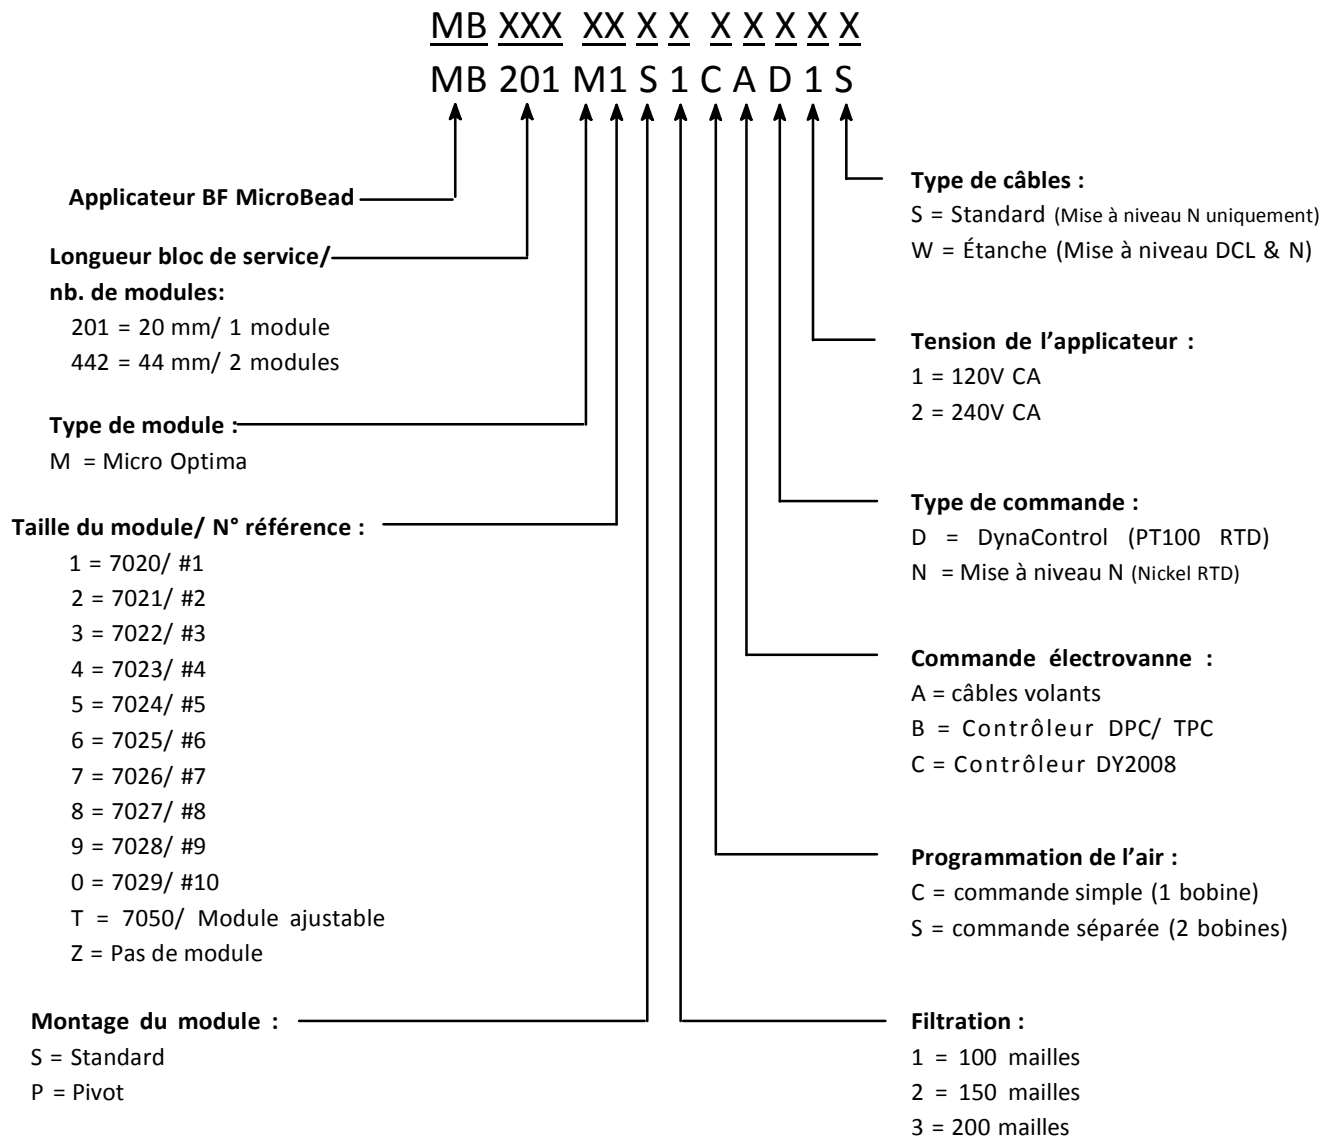 MB XXX XX X X X X X X X
MB 201 M1 S 1 C A D 1 S
Applicateur BF MicroBead
Longueur bloc de service/
nb. de modules:
201 = 20 mm/ 1 module
442 = 44 mm/ 2 modules
Type de module :
M = Micro Optima
Taille du module/ N° référence :
1 = 7020/ #1
2 = 7021/ #2
3 = 7022/ #3
4 = 7023/ #4
5 = 7024/ #5
6 = 7025/ #6
7 = 7026/ #7
8 = 7027/ #8
9 = 7028/ #9
0 = 7029/ #10
T = 7050/ Module ajustable
Z = Pas de module
Montage du module :
S = Standard
P = Pivot
Type de câbles :
S = Standard (Mise à niveau N uniquement)
W = Étanche (Mise à niveau DCL & N)
Tension de l’applicateur :
1 = 120V CA
2 = 240V CA
Type de commande :
D = DynaControl (PT100 RTD)
N = Mise à niveau N (Nickel RTD)
Commande électrovanne :
A = câbles volants
B = Contrôleur DPC/ TPC
C = Contrôleur DY2008
Programmation de l’air :
C = commande simple (1 bobine)
S = commande séparée (2 bobines)
Filtration :
1 = 100 mailles
2 = 150 mailles
3 = 200 mailles